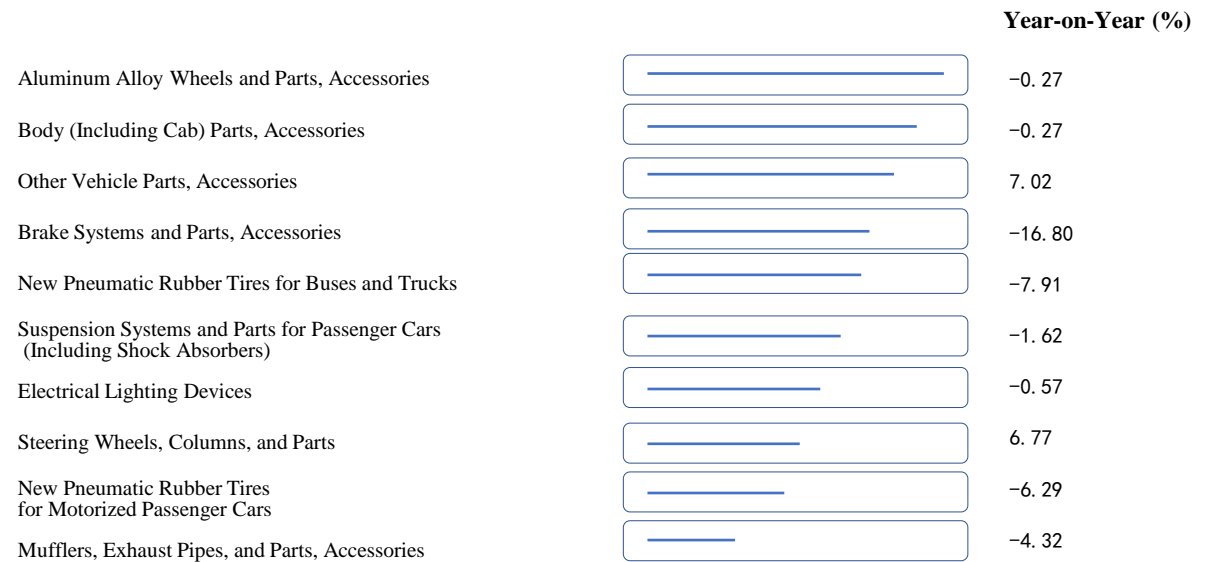 Year-on-Year (%)
Aluminum Alloy Wheels and Parts, Accessories −0.27
Body (Including Cab) Parts, Accessories −0.27
Other Vehicle Parts, Accessories 7.02
Brake Systems and Parts, Accessories −16.80
New Pneumatic Rubber Tires for Buses and Trucks −7.91
Suspension Systems and Parts for Passenger Cars
(Including Shock Absorbers) −1.62
Electrical Lighting Devices −0.57
Steering Wheels, Columns, and Parts 6.77
New Pneumatic Rubber Tires
for Motorized Passenger Cars −6.29
Mufflers, Exhaust Pipes, and Parts, Accessories −4.32